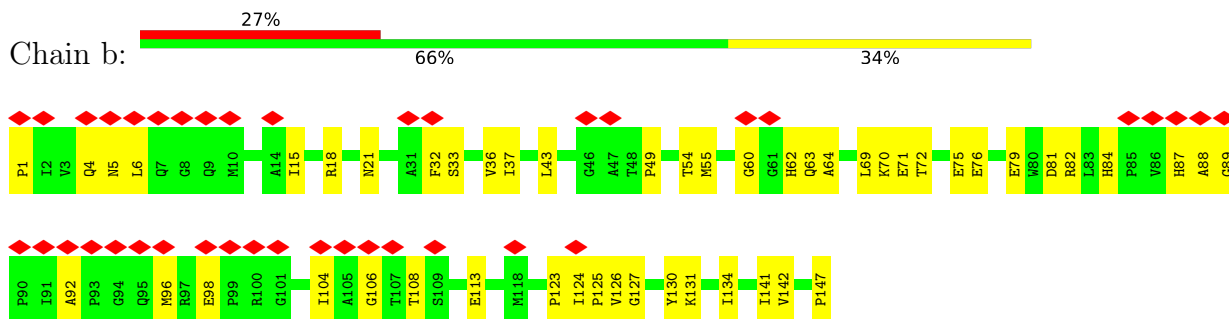 27%
Chain b:
66% 34%
P1 I2 V3 Q4 N5 L6 Q7 G8 Q9 M10 A14 I15 R18 N21 A31 F32 S33 V36 I37 L43 G46 A47 T48 P49 T54 M55 G60 G61 H62 Q63 A64 L69 K70 E71 T72 E75 E76 E79 W80 D81 R82 L83 H84 P85 V86 H87 A88 G89
P90 I91 A92 P93 G94 Q95 M96 R97 E98 P99 R100 G101 I104 A105 G106 T107 T108 S109 E113 M118 P123 I124 P125 V126 G127 Y130 K131 I134 I141 V142 P147